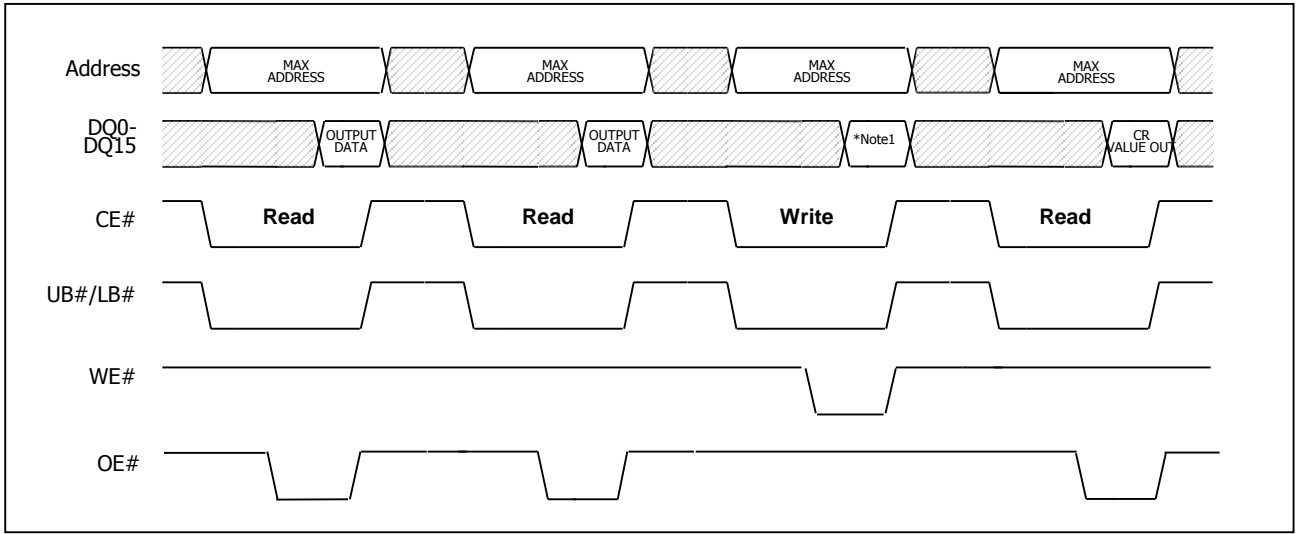 Address
MAX
ADDRESS
MAX
ADDRESS
MAX
ADDRESS
MAX
ADDRESS
DQ0-
DQ15
OUTPUT
DATA
OUTPUT
DATA
*Note1
CR
VALUE OUT
CE#
Read
Read
Write
Read
UB#/LB#
WE#
OE#